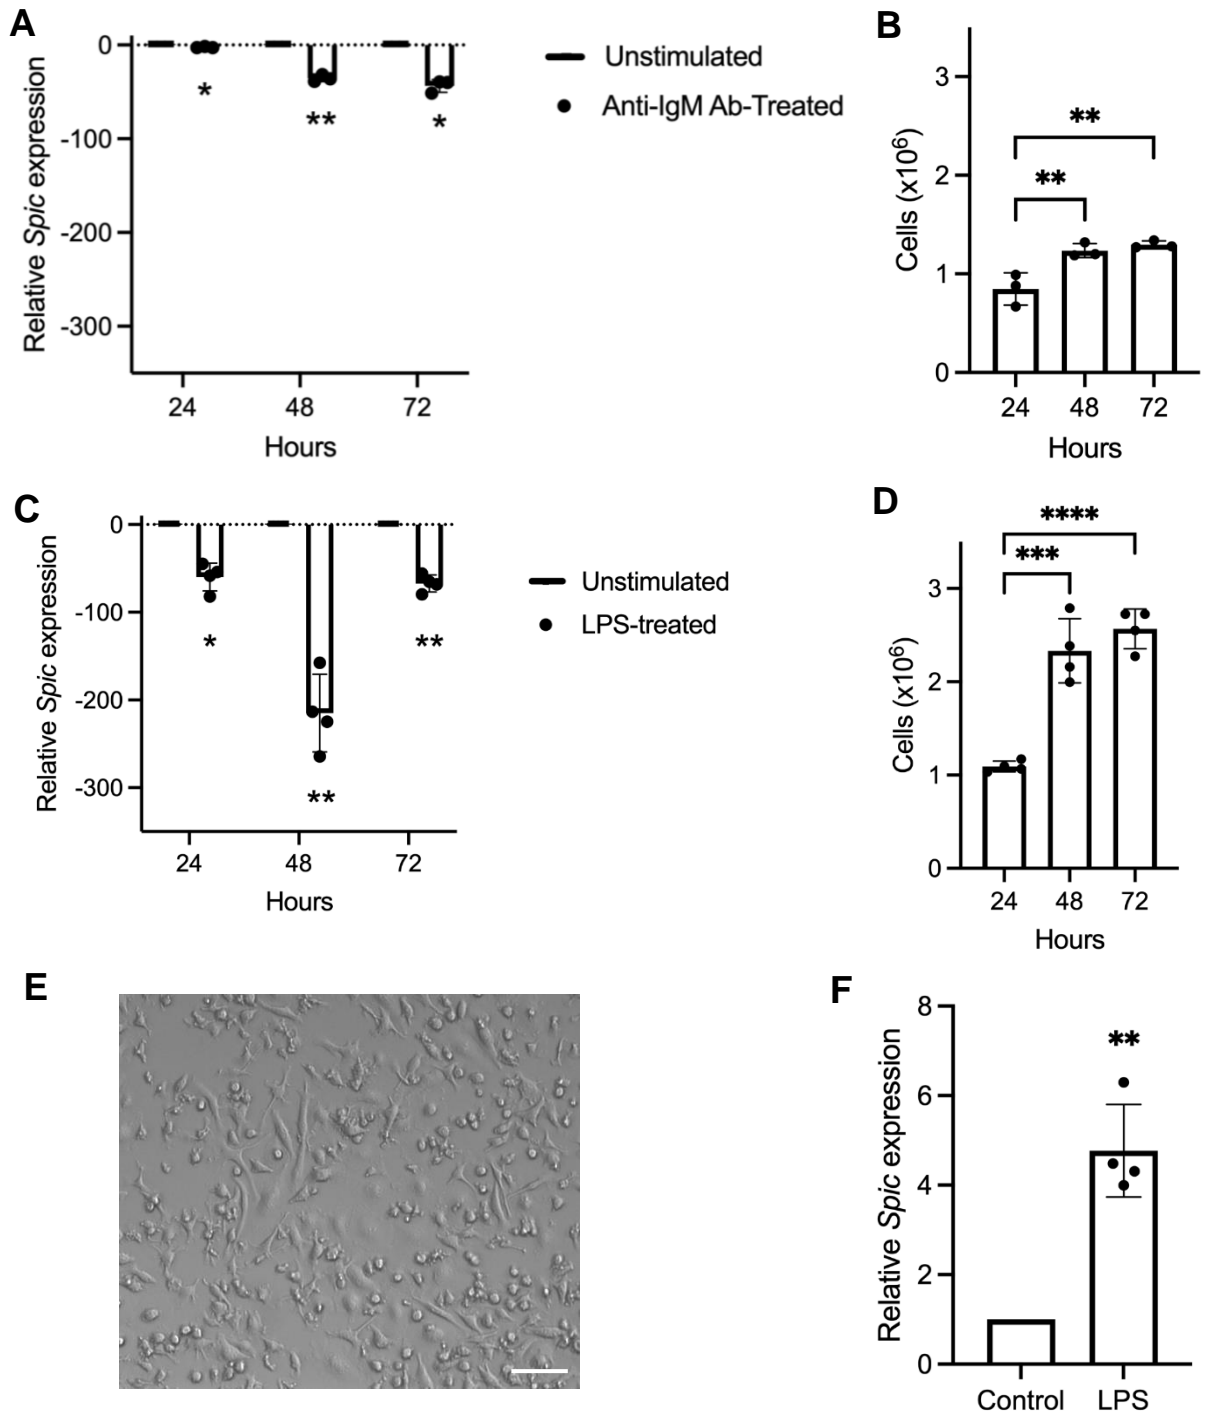 A
Relative Spic expression
0
-100
-200
-300
*
**
*
24 48 72
Hours
Unstimulated
Anti-IgM Ab-Treated
B
Cells (x10⁶)
3
2
1
0
**
**
24 48 72
Hours
C
Relative Spic expression
0
-100
-200
-300
*
**
**
24 48 72
Hours
Unstimulated
LPS-treated
D
Cells (x10⁶)
3
2
1
0
****
***
24 48 72
Hours
E
F
Relative Spic expression
8
6
4
2
0
**
Control LPS